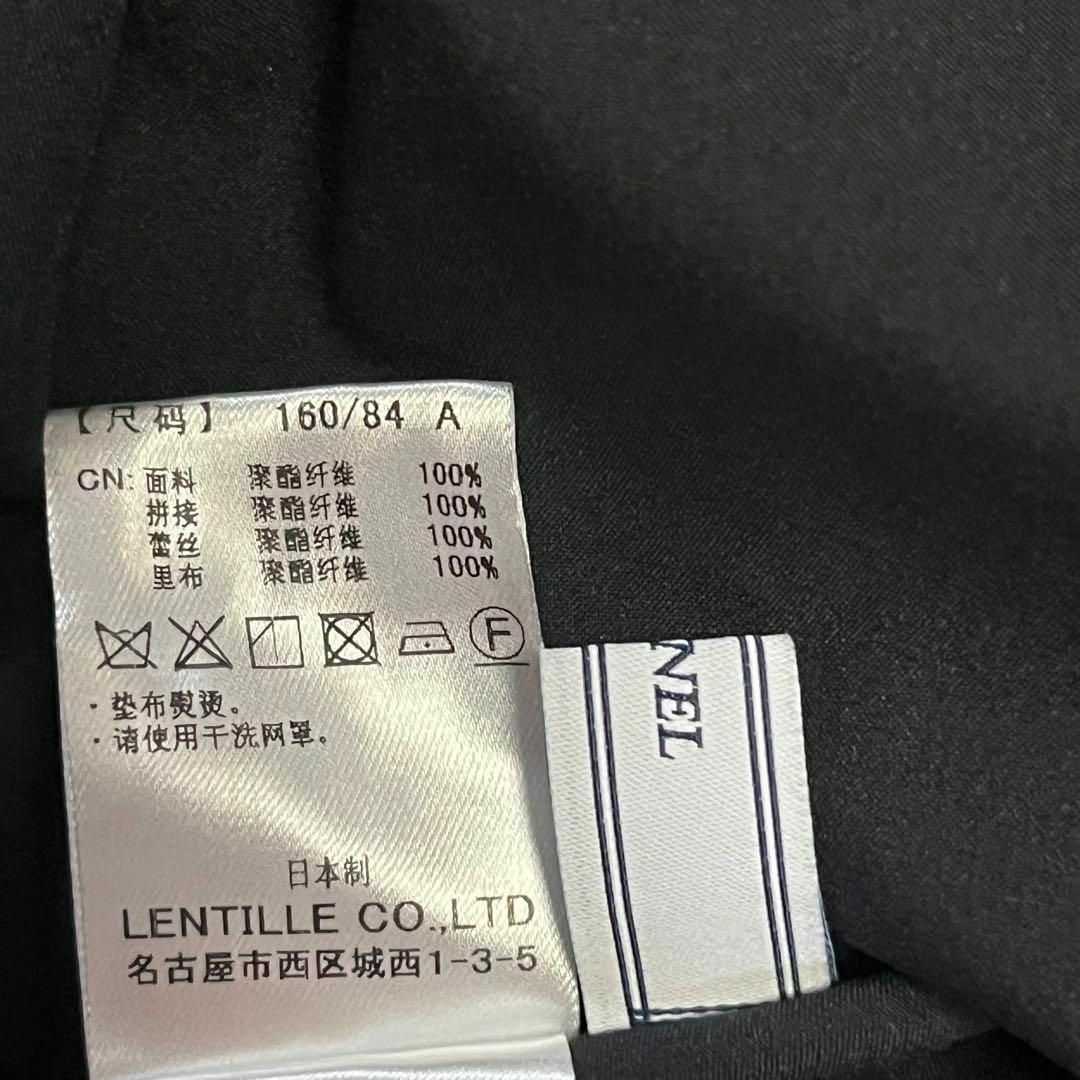 【尺码】 160/84 A
CN: 面料 聚酯纤维 100%
拼接 聚酯纤维 100%
蕾丝 聚酯纤维 100%
里布 聚酯纤维 100%
F
・垫布熨烫。
・请使用干洗网罩。
日本制
LENTILLE CO.,LTD
名古屋市西区城西1-3-5
NEL